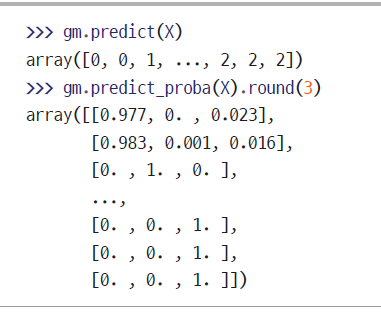 >>> gm.predict(X)
array([0, 0, 1, ..., 2, 2, 2])
>>> gm.predict_proba(X).round(3)
array([[0.977, 0. , 0.023],
[0.983, 0.001, 0.016],
[0. , 1. , 0. ],
...,
[0. , 0. , 1. ],
[0. , 0. , 1. ],
[0. , 0. , 1. ]])